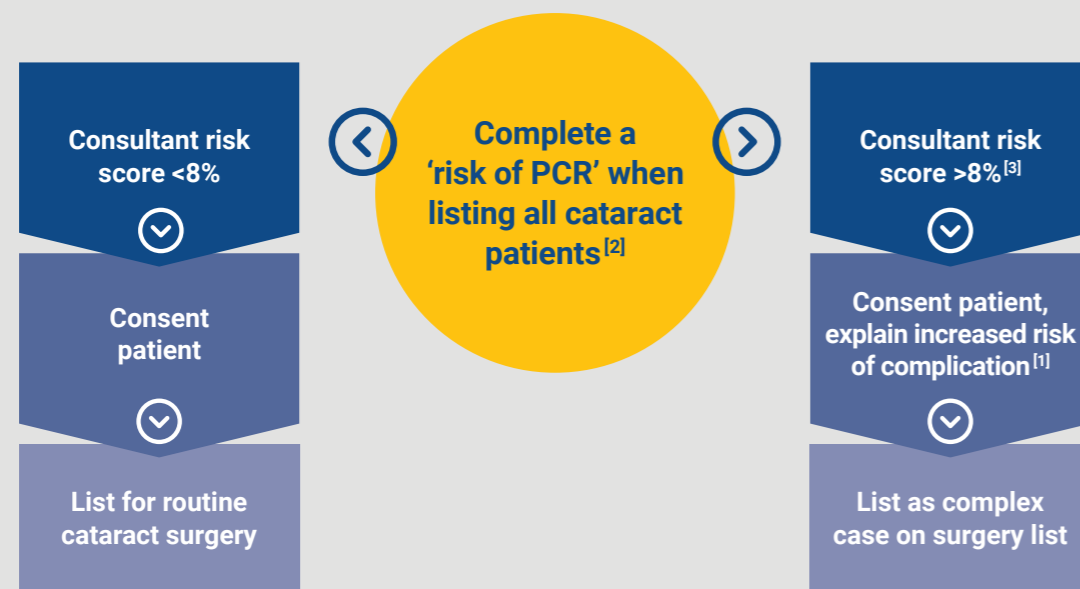 Complete a
‘risk of PCR’ when
listing all cataract
patients[2]
Consultant risk
score <8%
Consent
patient
List for routine
cataract surgery
Consultant risk
score >8%[3]
Consent patient,
explain increased risk
of complication[1]
List as complex
case on surgery list